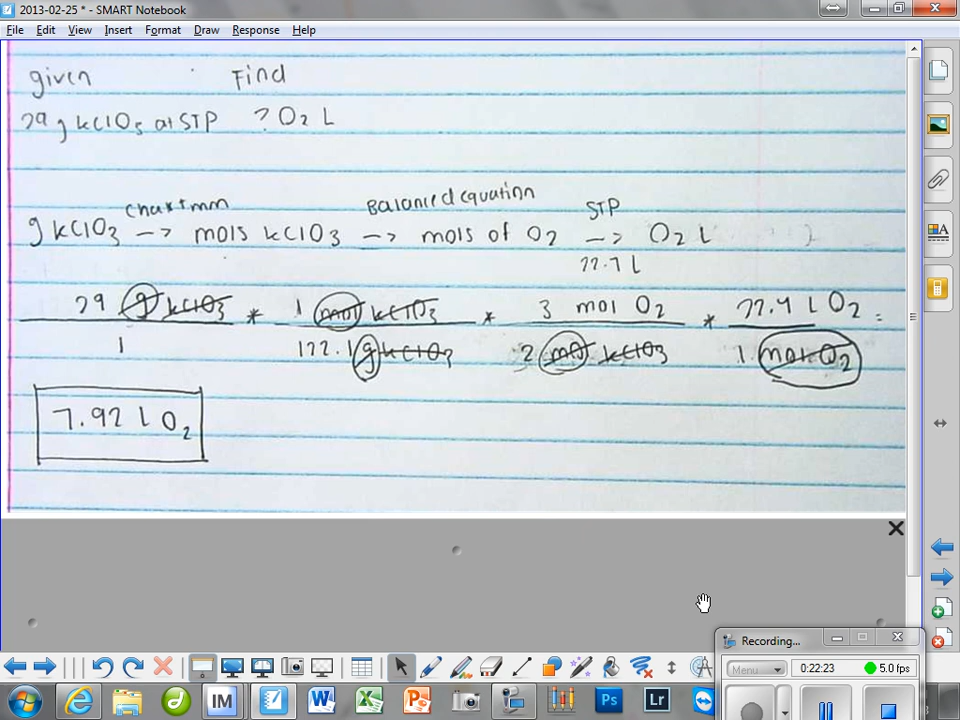 2013-02-25 * - SMART Notebook
File Edit View Insert Format Draw Response Help
given Find
29 g kClO3 at STP ? O2 L
Chart mm Balanced equation STP
g kClO3 --> mols kClO3 --> mols of O2 --> O2 L
22.4 L
29 g kClO3 * 1 mol kClO3 * 3 mol O2 * 22.4 L O2 =
1 122.1 g kClO3 2 mol kClO3 1 mol O2
7.92 L O2
Recording...
Menu 0:22:23 5.0 fps
IM Ps Lr